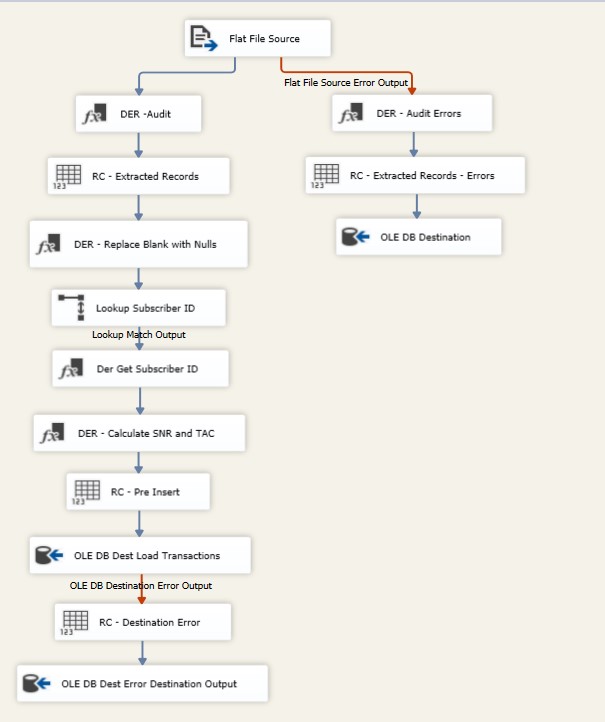 Flat File Source
Flat File Source Error Output
DER -Audit
DER - Audit Errors
RC - Extracted Records
RC - Extracted Records - Errors
DER - Replace Blank with Nulls
OLE DB Destination
Lookup Subscriber ID
Lookup Match Output
Der Get Subscriber ID
DER - Calculate SNR and TAC
RC - Pre Insert
OLE DB Dest Load Transactions
OLE DB Destination Error Output
RC - Destination Error
OLE DB Dest Error Destination Output